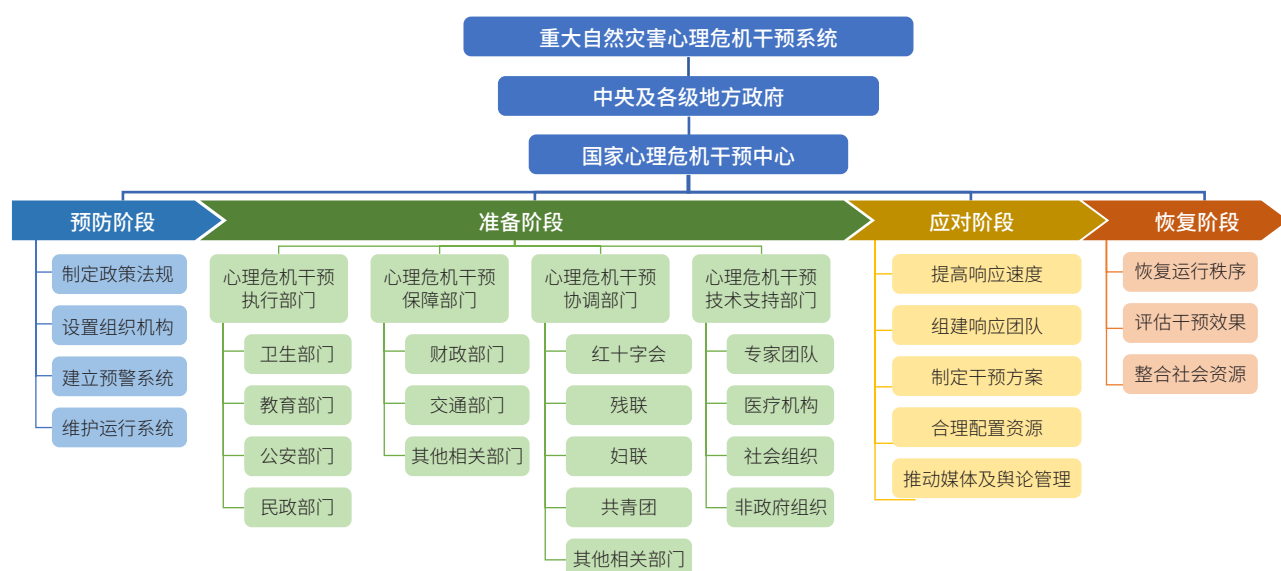 重大自然灾害心理危机干预系统
中央及各级地方政府
国家心理危机干预中心
预防阶段
制定政策法规
设置组织机构
建立预警系统
维护运行系统
准备阶段
心理危机干预
执行部门
卫生部门
教育部门
公安部门
民政部门
心理危机干预
保障部门
财政部门
交通部门
其他相关部门
心理危机干预
协调部门
红十字会
残联
妇联
共青团
其他相关部门
心理危机干预
技术支持部门
专家团队
医疗机构
社会组织
非政府组织
应对阶段
提高响应速度
组建响应团队
制定干预方案
合理配置资源
推动媒体及舆论管理
恢复阶段
恢复运行秩序
评估干预效果
整合社会资源